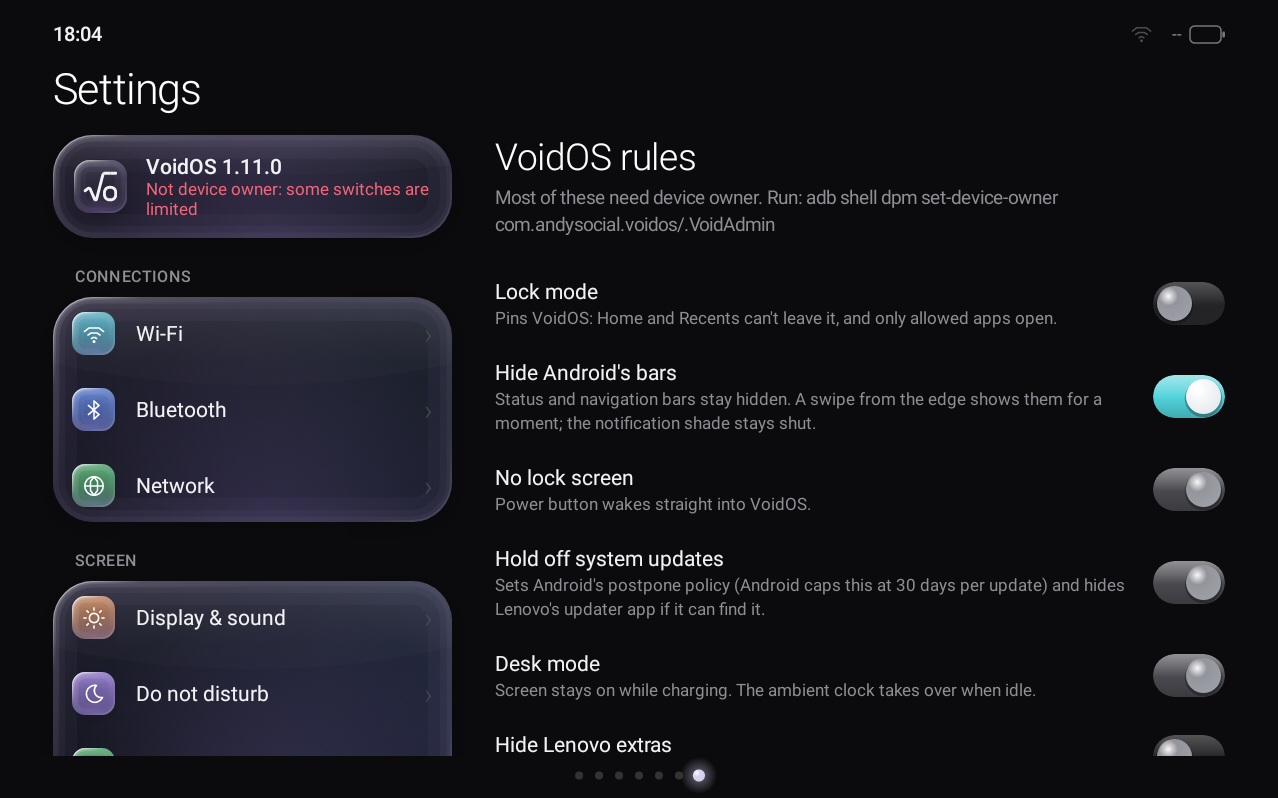 18:04
--
Settings
VoidOS 1.11.0
Not device owner: some switches are
limited
CONNECTIONS
Wi-Fi
Bluetooth
Network
SCREEN
Display & sound
Do not disturb
VoidOS rules
Most of these need device owner. Run: adb shell dpm set-device-owner
com.andysocial.voidos/.VoidAdmin
Lock mode
Pins VoidOS: Home and Recents can't leave it, and only allowed apps open.
Hide Android's bars
Status and navigation bars stay hidden. A swipe from the edge shows them for a
moment; the notification shade stays shut.
No lock screen
Power button wakes straight into VoidOS.
Hold off system updates
Sets Android's postpone policy (Android caps this at 30 days per update) and hides
Lenovo's updater app if it can find it.
Desk mode
Screen stays on while charging. The ambient clock takes over when idle.
Hide Lenovo extras